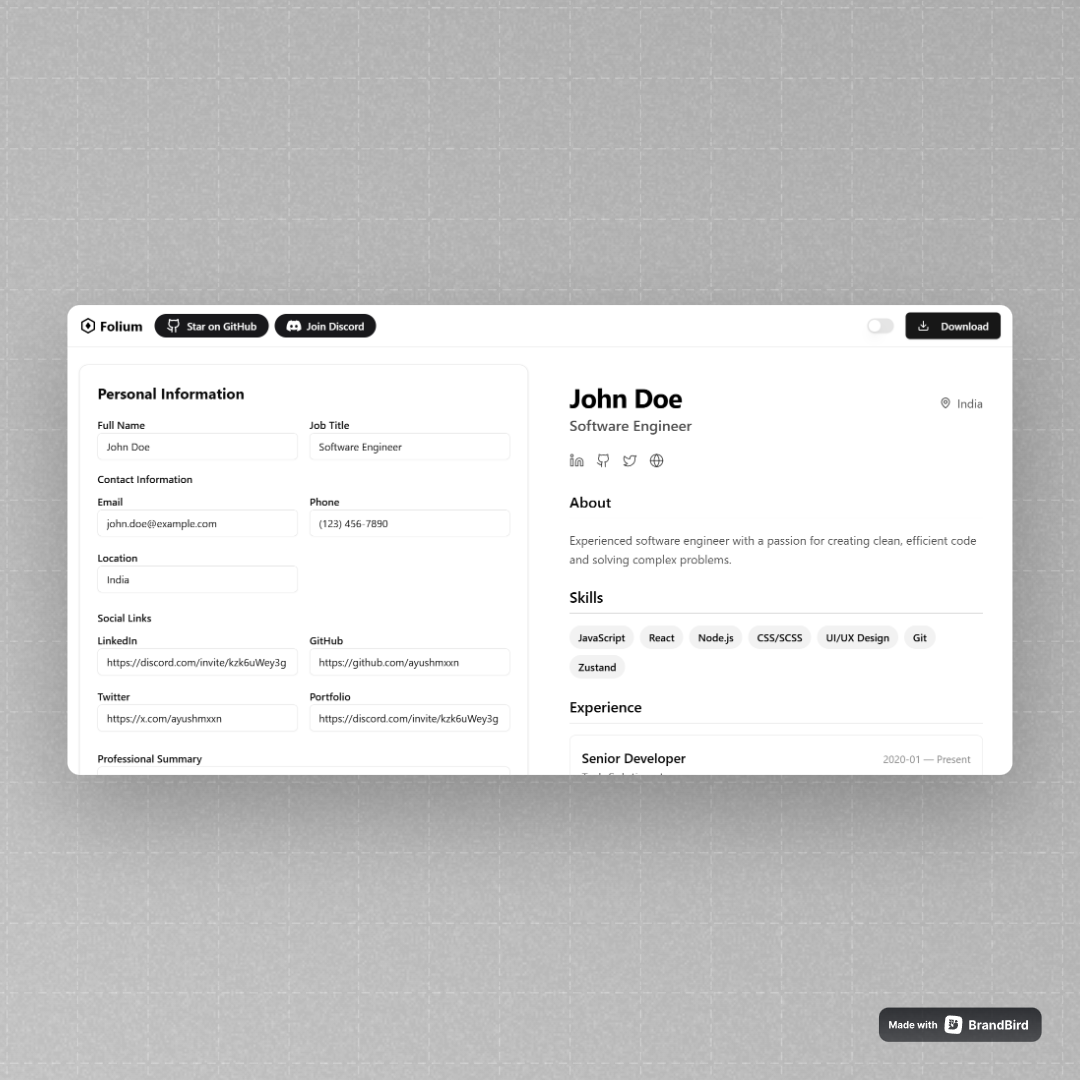 Folium
Star on GitHub
Join Discord
Download
Personal Information
Full Name
Job Title
John Doe
Software Engineer
Contact Information
Email
Phone
john.doe@example.com
(123) 456-7890
Location
India
Social Links
LinkedIn
GitHub
https://discord.com/invite/kzk6uWey3g
https://github.com/ayushmxxn
Twitter
Portfolio
https://x.com/ayushmxxn
https://discord.com/invite/kzk6uWey3g
Professional Summary
John Doe
India
Software Engineer
About
Experienced software engineer with a passion for creating clean, efficient code
and solving complex problems.
Skills
JavaScript
React
Node.js
CSS/SCSS
UI/UX Design
Git
Zustand
Experience
Senior Developer
2020-01 — Present
Made with BrandBird